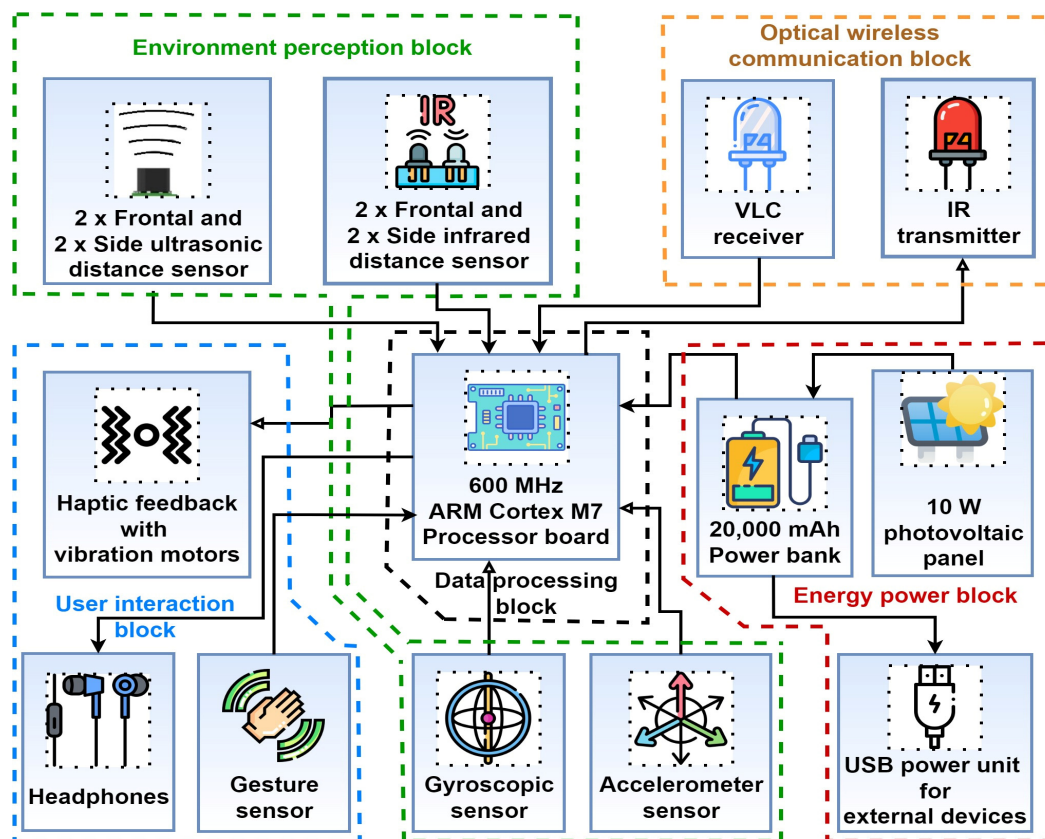 Environment perception block
2 x Frontal and
2 x Side ultrasonic
distance sensor
IR
2 x Frontal and
2 x Side infrared
distance sensor
Optical wireless
communication block
VLC
receiver
IR
transmitter
Haptic feedback
with
vibration motors
600 MHz
ARM Cortex M7
Processor board
Data processing
block
20,000 mAh
Power bank
10 W
photovoltaic
panel
Energy power block
User interaction
block
Headphones
Gesture
sensor
Gyroscopic
sensor
Accelerometer
sensor
USB power unit
for
external devices